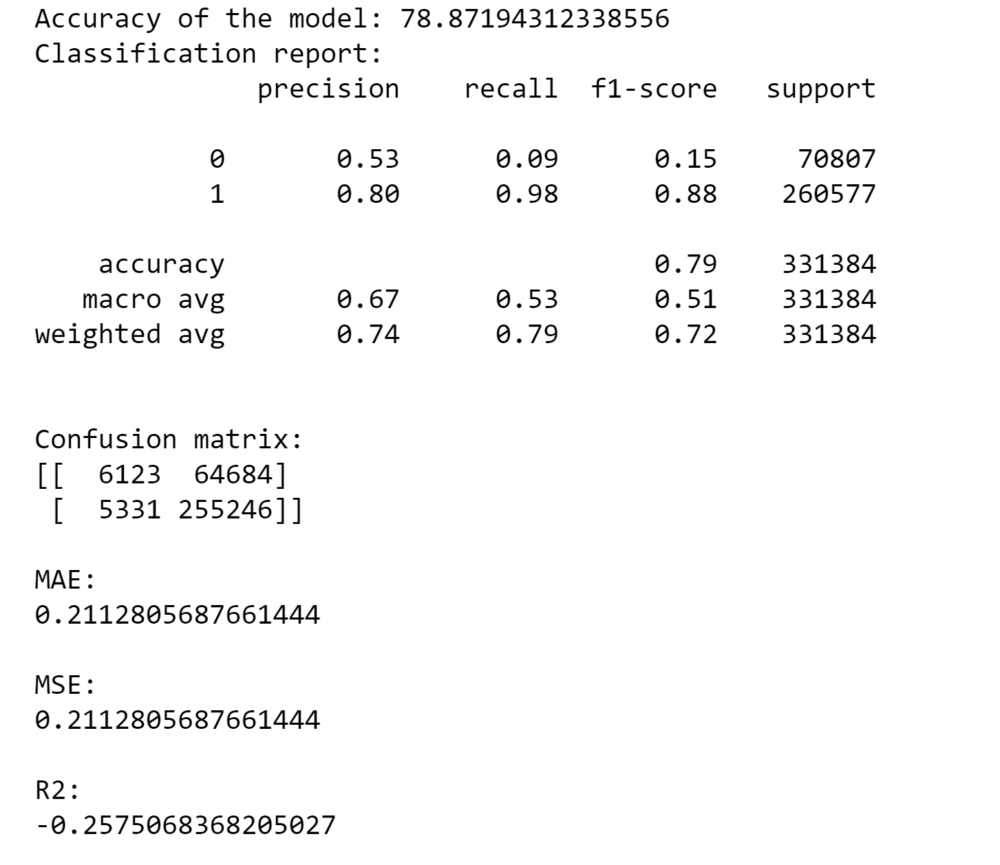 Accuracy of the model: 78.87194312338556
Classification report:
              precision    recall  f1-score   support

           0       0.53      0.09      0.15     70807
           1       0.80      0.98      0.88    260577

    accuracy                           0.79    331384
   macro avg       0.67      0.53      0.51    331384
weighted avg       0.74      0.79      0.72    331384


Confusion matrix:
[[  6123  64684]
 [  5331 255246]]

MAE:
0.2112805687661444

MSE:
0.2112805687661444

R2:
-0.2575068368205027